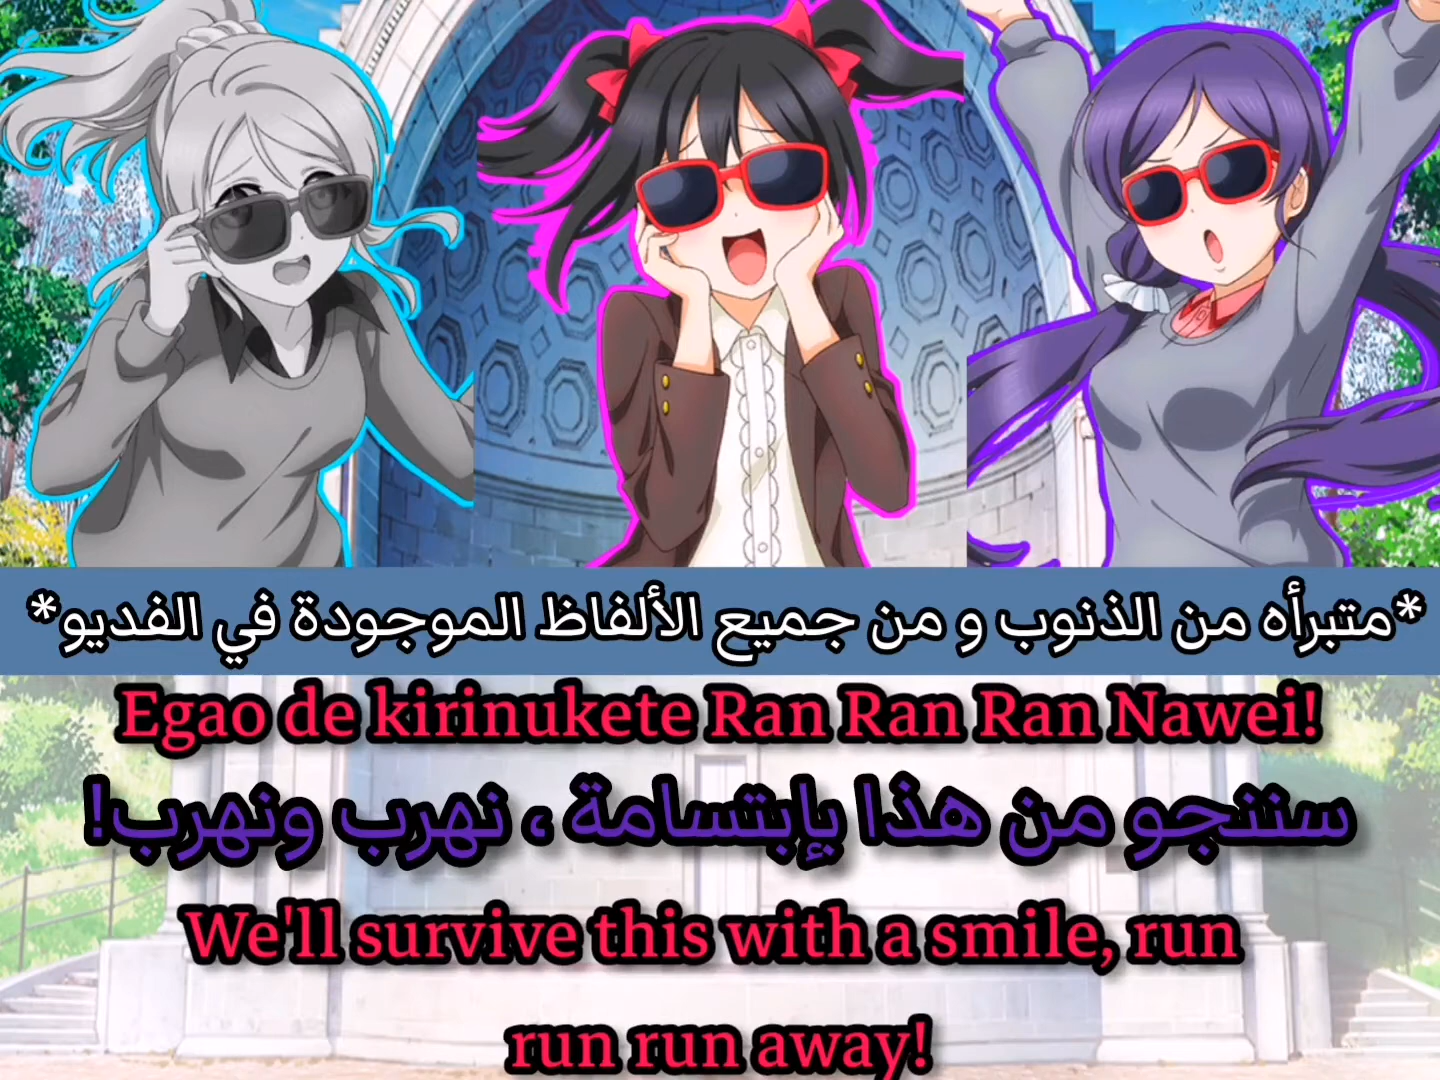 *متبرأه من الذنوب و من جميع الألفاظ الموجودة في الفديو*
Egao de kirinukete Ran Ran Ran Nawei!
سننجو من هذا بإبتسامة ، نهرب ونهرب!
We'll survive this with a smile, run
run run away!